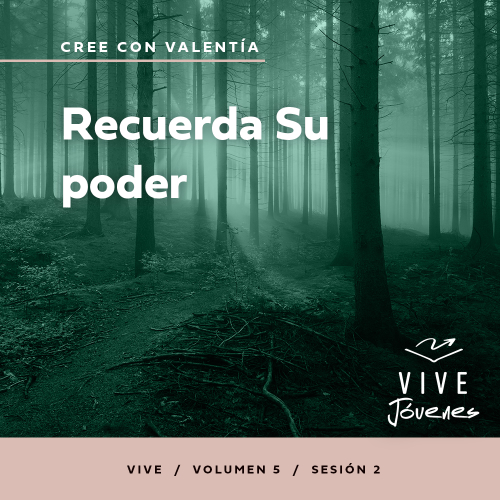 CREE CON VALENTÍA
Recuerda Su
poder
VIVE
Jóvenes
VIVE / VOLUMEN 5 / SESIÓN 2